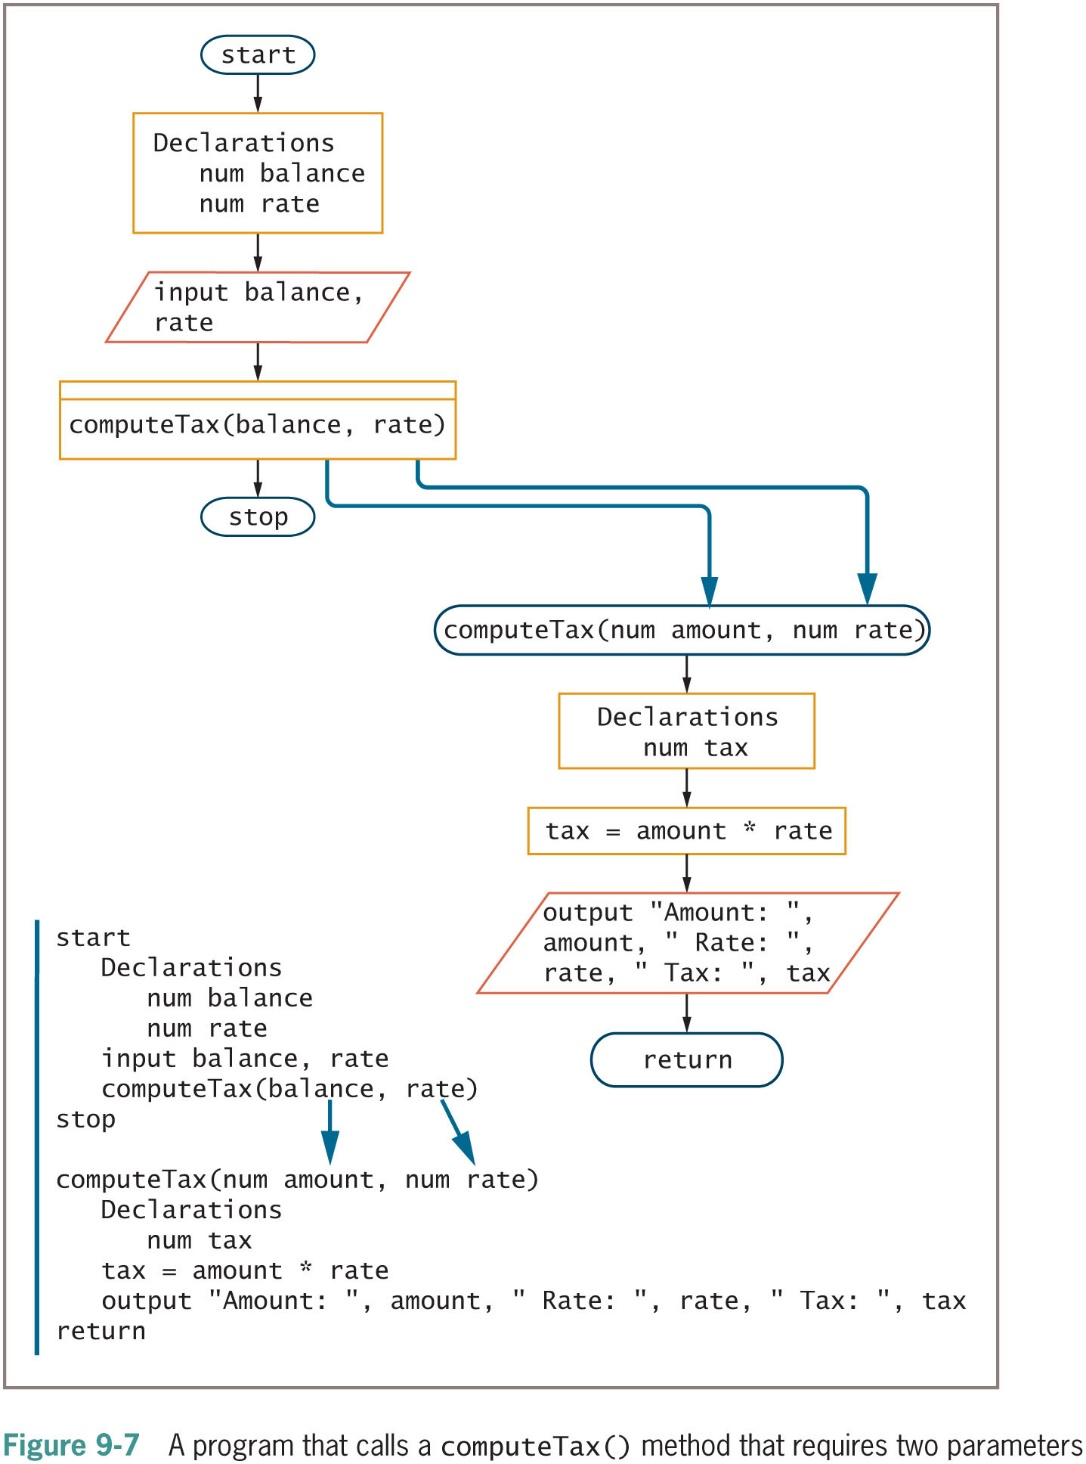 start
Declarations
num balance
num rate
input balance,
rate
computeTax(balance, rate)
stop
computeTax(num amount, num rate)
Declarations
num tax
tax = amount * rate
output "Amount: ",
amount, " Rate: ",
rate, " Tax: ", tax
return
start
Declarations
num balance
num rate
input balance, rate
computeTax(balance, rate)
stop
computeTax(num amount, num rate)
Declarations
num tax
tax = amount * rate
output "Amount: ", amount, " Rate: ", rate, " Tax: ", tax
return
Figure 9-7 A program that calls a computeTax() method that requires two parameters